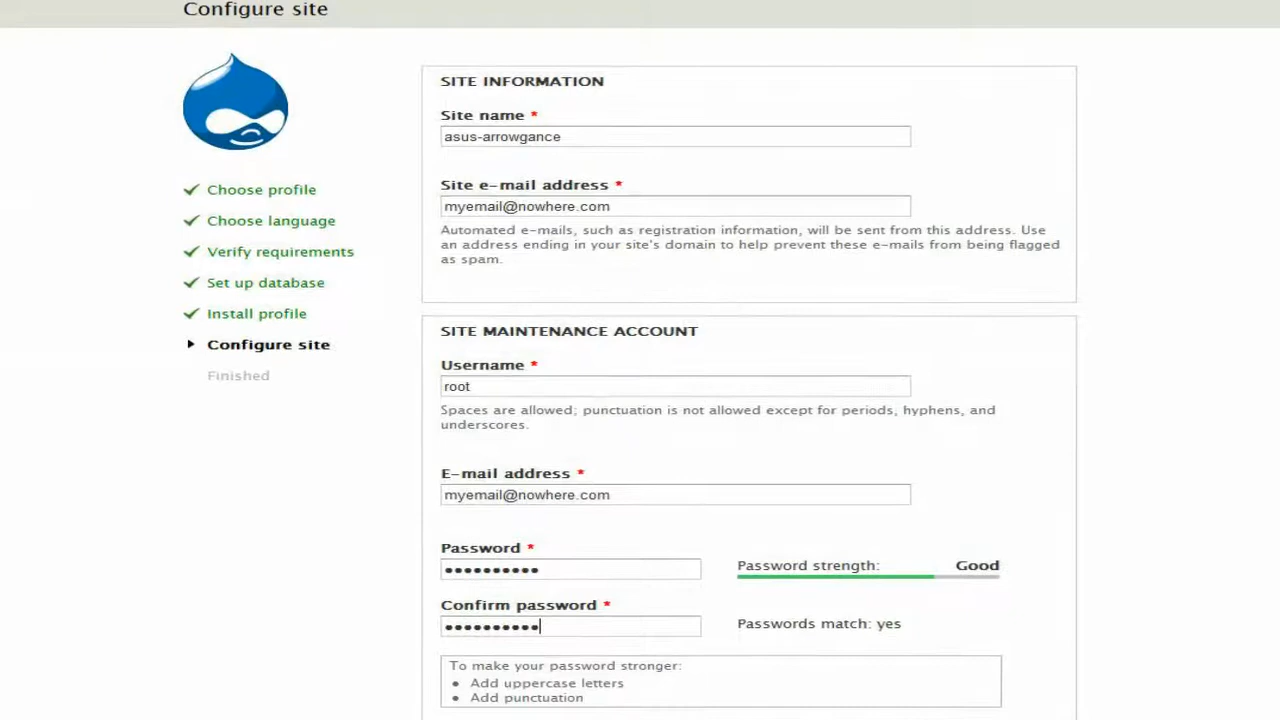 Configure site
Choose profile
Choose language
Verify requirements
Set up database
Install profile
Configure site
Finished
SITE INFORMATION
Site name *
asus-arrowgance
Site e-mail address *
myemail@nowhere.com
Automated e-mails, such as registration information, will be sent from this address. Use
an address ending in your site's domain to help prevent these e-mails from being flagged
as spam.
SITE MAINTENANCE ACCOUNT
Username *
root
Spaces are allowed; punctuation is not allowed except for periods, hyphens, and
underscores.
E-mail address *
myemail@nowhere.com
Password *
••••••••••
Password strength: Good
Confirm password *
••••••••••
Passwords match: yes
To make your password stronger:
• Add uppercase letters
• Add punctuation